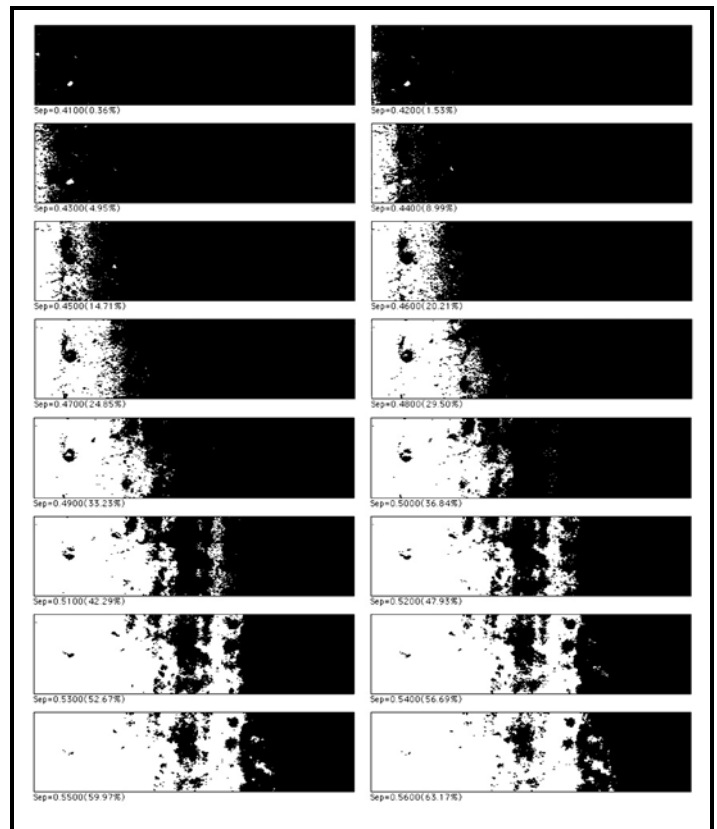 Sep=0.4100(0.36%)
Sep=0.4200(1.53%)
Sep=0.4300(4.95%)
Sep=0.4400(8.99%)
Sep=0.4500(14.71%)
Sep=0.4600(20.21%)
Sep=0.4700(24.85%)
Sep=0.4800(29.50%)
Sep=0.4900(33.23%)
Sep=0.5000(36.84%)
Sep=0.5100(42.29%)
Sep=0.5200(47.93%)
Sep=0.5300(52.67%)
Sep=0.5400(56.69%)
Sep=0.5500(59.97%)
Sep=0.5600(63.17%)